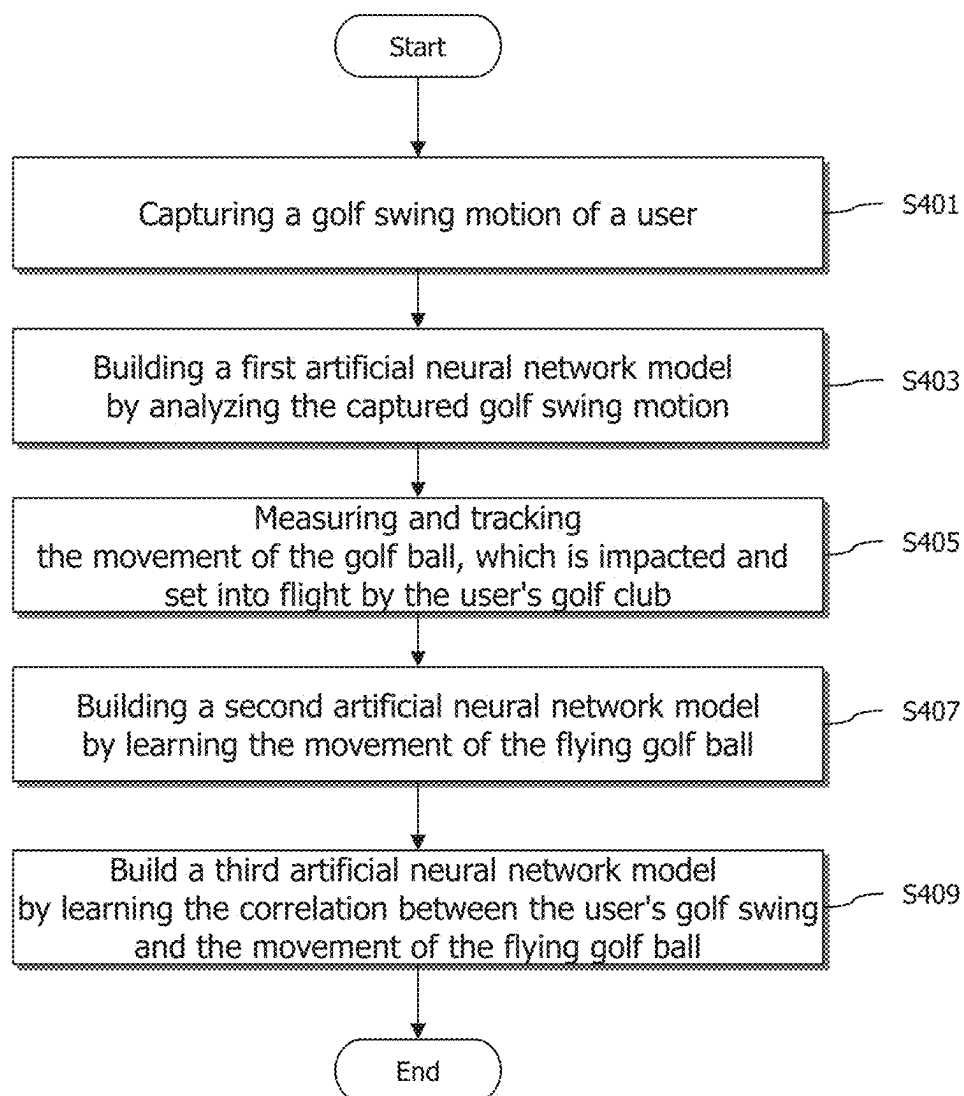 Start
Capturing a golf swing motion of a user
S401
Building a first artificial neural network model
by analyzing the captured golf swing motion
S403
Measuring and tracking
the movement of the golf ball, which is impacted and
set into flight by the user's golf club
S405
Building a second artificial neural network model
by learning the movement of the flying golf ball
S407
Build a third artificial neural network model
by learning the correlation between the user's golf swing
and the movement of the flying golf ball
S409
End